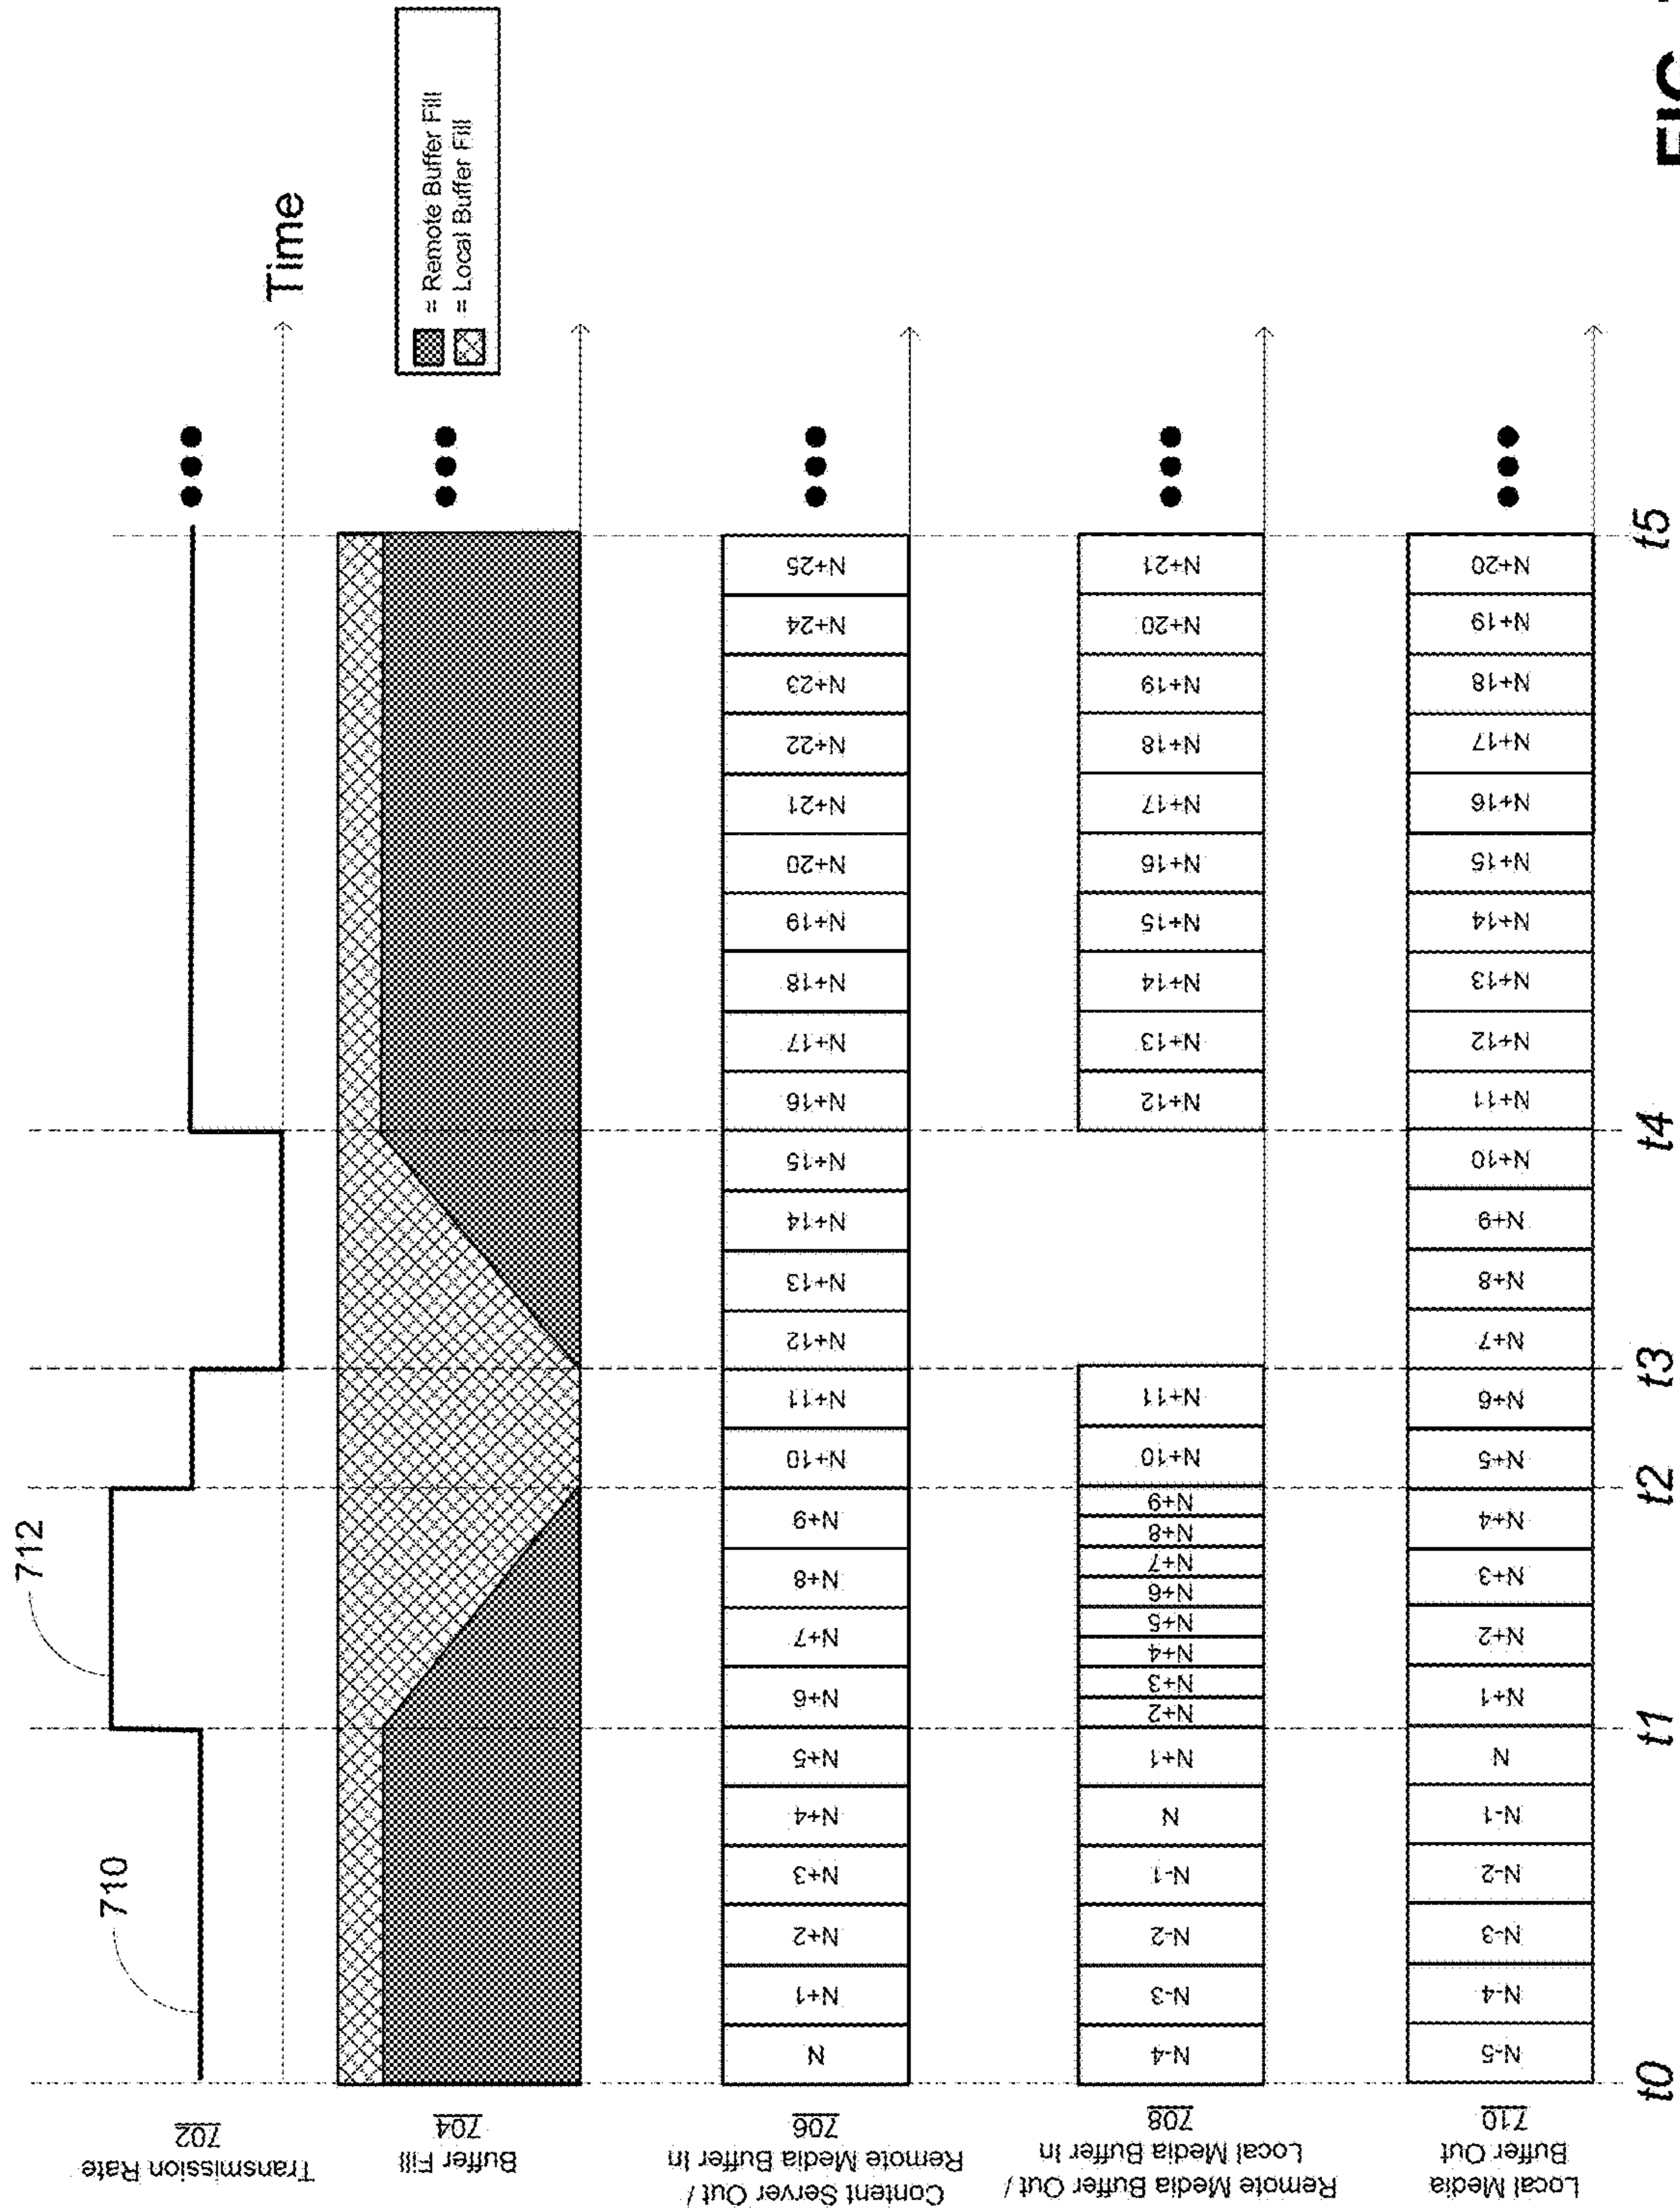 712
710
Transmission Rate
702
Time
= Remote Buffer Fill
= Local Buffer Fill
Buffer Fill
704
Content Server Out /
Remote Media Buffer In
706
N N+1 N+2 N+3 N+4 N+5 N+6 N+7 N+8 N+9 N+10 N+11 N+12 N+13 N+14 N+15 N+16 N+17 N+18 N+19 N+20 N+21 N+22 N+23 N+24 N+25
Remote Media Buffer Out /
Local Media Buffer In
708
N-4 N-3 N-2 N-1 N N+1 N+2 N+3 N+4 N+5 N+6 N+7 N+8 N+9 N+10 N+11 N+12 N+13 N+14 N+15 N+16 N+17 N+18 N+19 N+20 N+21
Local Media
Buffer Out
710
N-5 N-4 N-3 N-2 N-1 N N+1 N+2 N+3 N+4 N+5 N+6 N+7 N+8 N+9 N+10 N+11 N+12 N+13 N+14 N+15 N+16 N+17 N+18 N+19 N+20
t0 t1 t2 t3 t4 t5